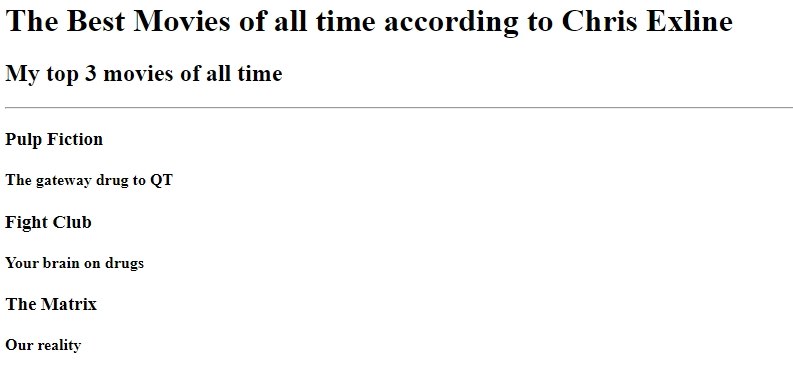 The Best Movies of all time according to Chris Exline
My top 3 movies of all time
Pulp Fiction
The gateway drug to QT
Fight Club
Your brain on drugs
The Matrix
Our reality